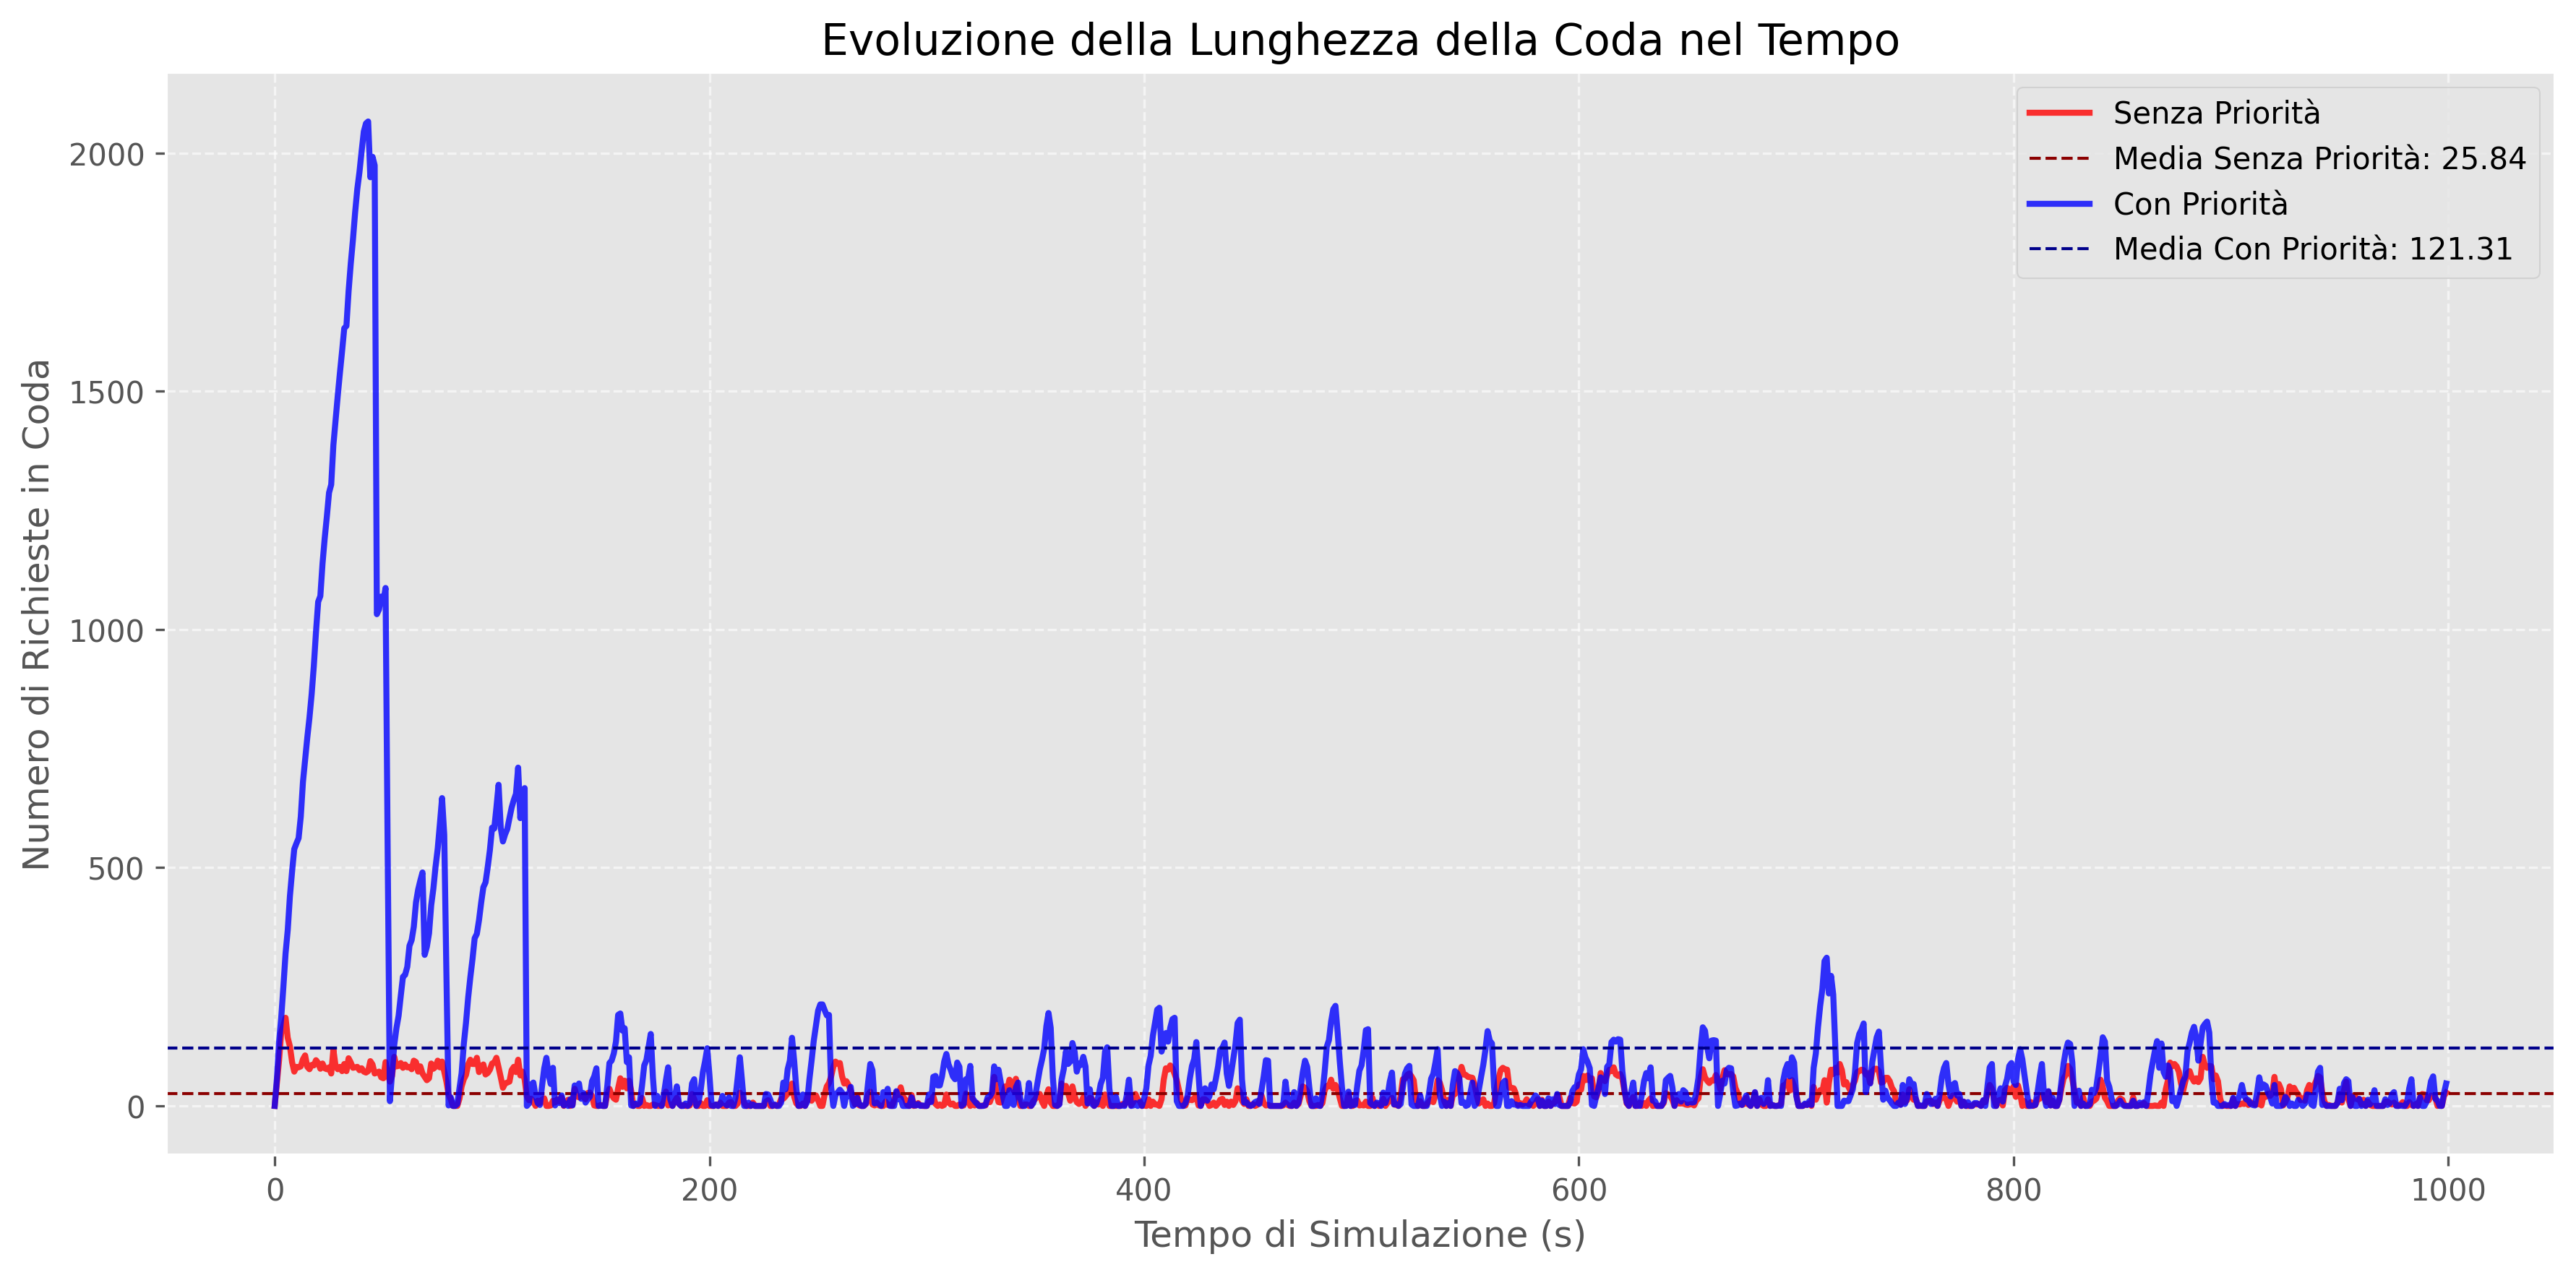 Evoluzione della Lunghezza della Coda nel Tempo
Senza Priorità
Media Senza Priorità: 25.84
Con Priorità
Media Con Priorità: 121.31
Numero di Richieste in Coda
2000
1500
1000
500
0
0
200
400
600
800
1000
Tempo di Simulazione (s)